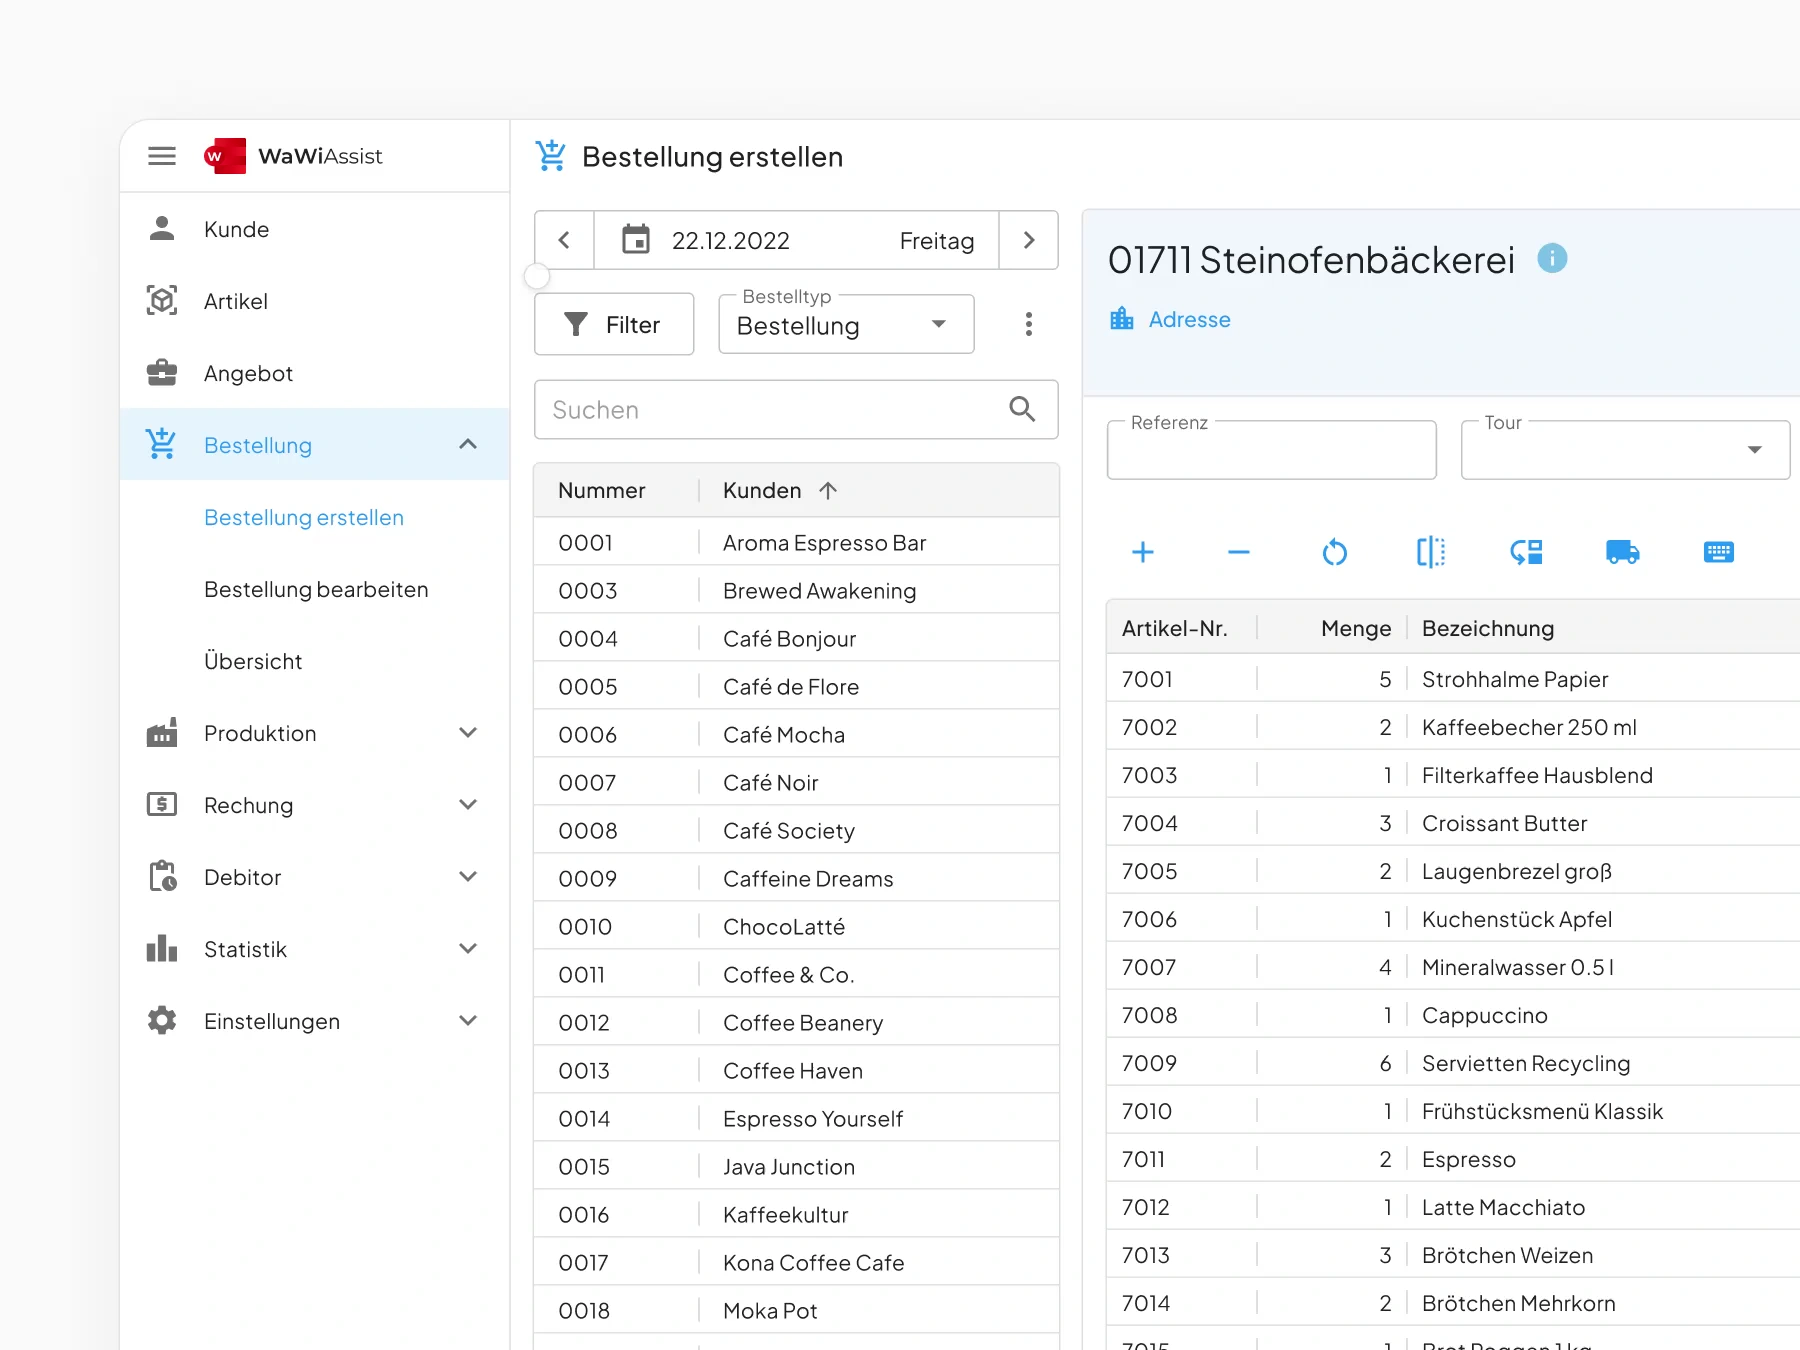 W WaWiAssist
Kunde
Artikel
Angebot
Bestellung
Bestellung erstellen
Bestellung bearbeiten
Übersicht
Produktion
Rechung
Debitor
Statistik
Einstellungen
Bestellung erstellen
22.12.2022 Freitag
Filter
Bestelltyp
Bestellung
Suchen
Nummer Kunden
0001 Aroma Espresso Bar
0003 Brewed Awakening
0004 Café Bonjour
0005 Café de Flore
0006 Café Mocha
0007 Café Noir
0008 Café Society
0009 Caffeine Dreams
0010 ChocoLatté
0011 Coffee & Co.
0012 Coffee Beanery
0013 Coffee Haven
0014 Espresso Yourself
0015 Java Junction
0016 Kaffeekultur
0017 Kona Coffee Cafe
0018 Moka Pot
01711 Steinofenbäckerei
Adresse
Referenz
Tour
Artikel-Nr. Menge Bezeichnung
7001 5 Strohhalme Papier
7002 2 Kaffeebecher 250 ml
7003 1 Filterkaffee Hausblend
7004 3 Croissant Butter
7005 2 Laugenbrezel groß
7006 1 Kuchenstück Apfel
7007 4 Mineralwasser 0.5 l
7008 1 Cappuccino
7009 6 Servietten Recycling
7010 1 Frühstücksmenü Klassik
7011 2 Espresso
7012 1 Latte Macchiato
7013 3 Brötchen Weizen
7014 2 Brötchen Mehrkorn
7015 1 Brot Roggen 1 kg